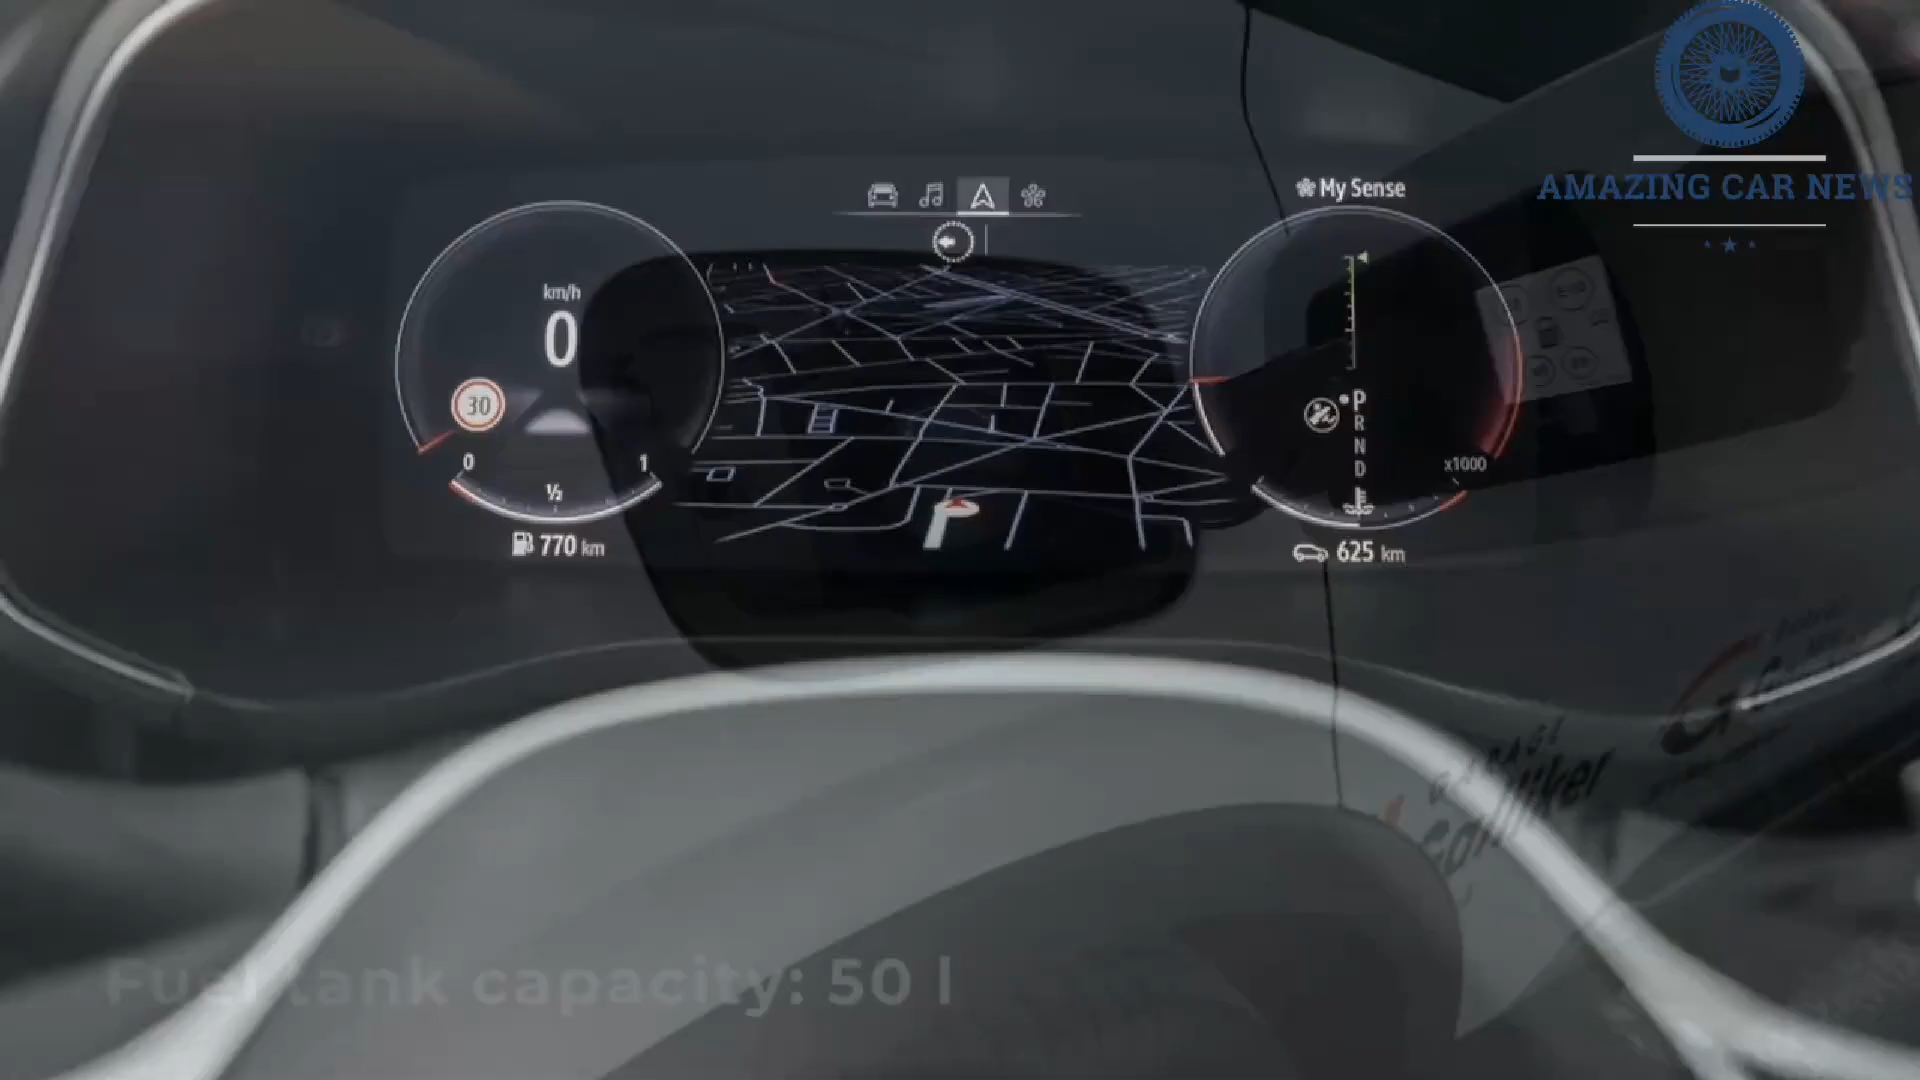 AMAZING CAR NEWS
My Sense
km/h
0
30
0
½
1
770 km
P
R
N
D
x1000
625 km
GARAGE
Fuel tank capacity: 50 l